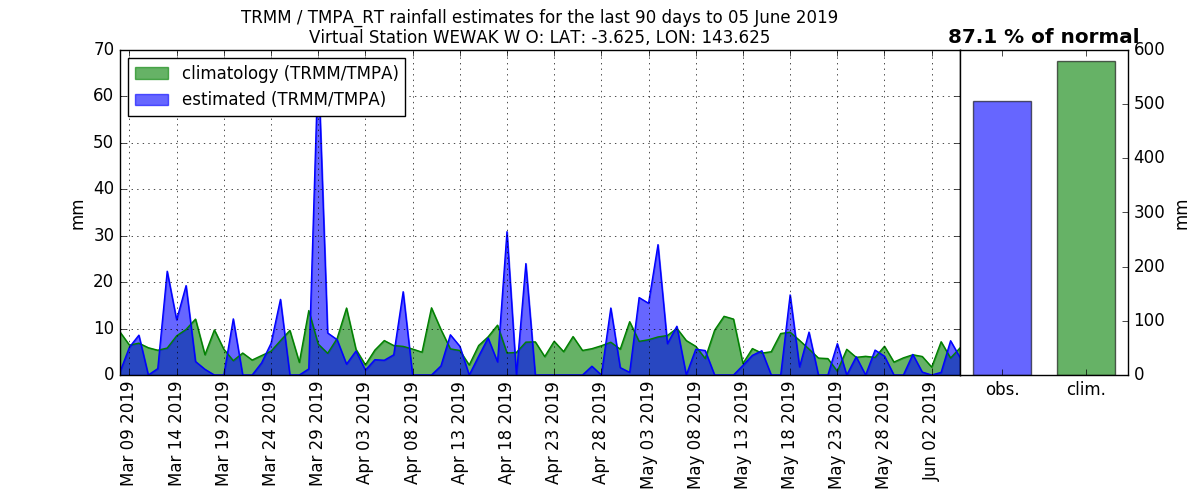 TRMM / TMPA_RT rainfall estimates for the last 90 days to 05 June 2019
Virtual Station WEWAK W O: LAT: -3.625, LON: 143.625
87.1 % of normal
climatology (TRMM/TMPA)
estimated (TRMM/TMPA)
70
60
50
40
30
20
10
0
mm
600
500
400
300
200
100
0
mm
Mar 09 2019
Mar 14 2019
Mar 19 2019
Mar 24 2019
Mar 29 2019
Apr 03 2019
Apr 08 2019
Apr 13 2019
Apr 18 2019
Apr 23 2019
Apr 28 2019
May 03 2019
May 08 2019
May 13 2019
May 18 2019
May 23 2019
May 28 2019
Jun 02 2019
obs.
clim.